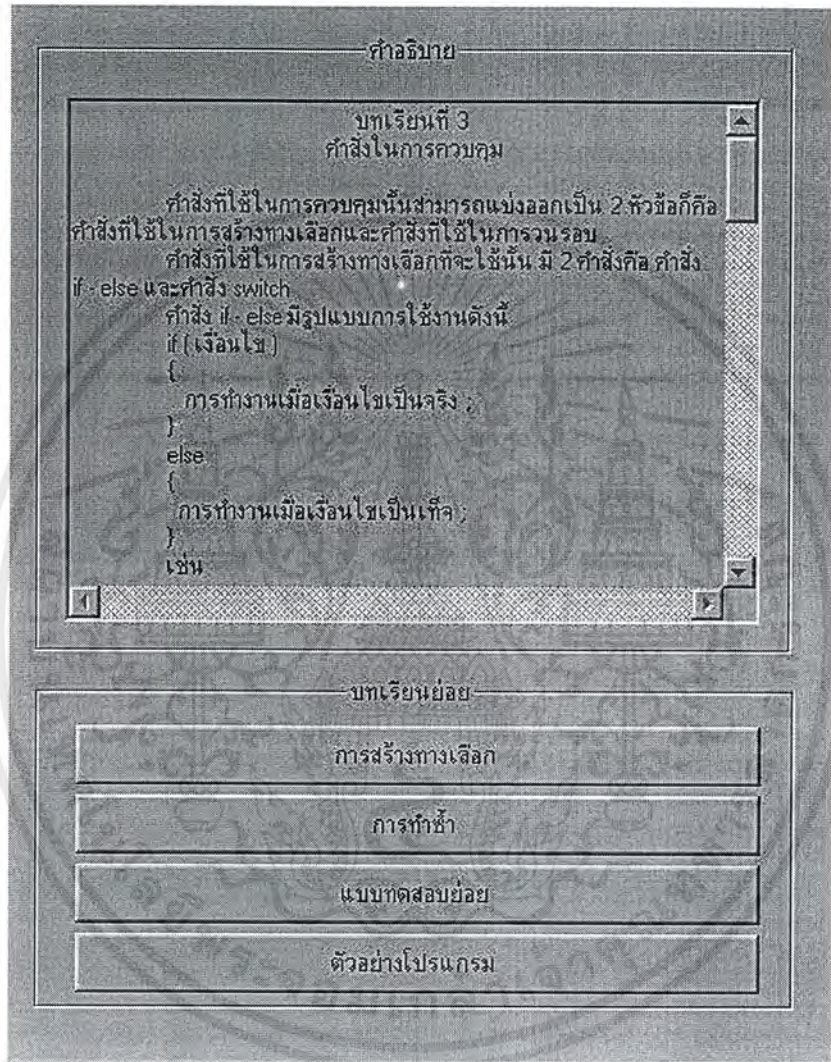 คำอธิบาย
บทเรียนที่ 3
คำสั่งในการควบคุม
คำสั่งที่ใช้ในการควบคุมนั้นสามารถแบ่งออกเป็น 2 หัวข้อก็คือ
คำสั่งที่ใช้ในการสร้างทางเลือกและคำสั่งที่ใช้ในการวนรอบ
คำสั่งที่ใช้ในการสร้างทางเลือกที่จะใช้นั้น มี 2 คำสั่งคือ คำสั่ง
if - else และคำสั่ง switch
คำสั่ง if - else มีรูปแบบการใช้งานดังนี้
if ( เงื่อนไข )
{
การทำงานเมื่อเงื่อนไขเป็นจริง ;
}
else
{
การทำงานเมื่อเงื่อนไขเป็นเท็จ ;
}
เช่น
บทเรียนย่อย
การสร้างทางเลือก
การทำซ้ำ
แบบทดสอบย่อย
ตัวอย่างโปรแกรม